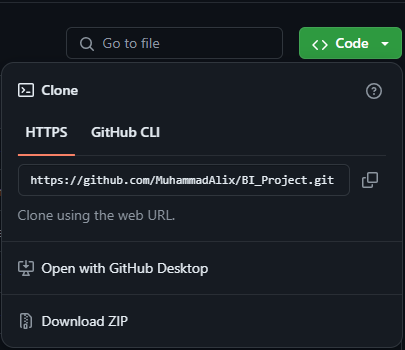 Go to file
Code
Clone
HTTPS
GitHub CLI
https://github.com/MuhammadAlix/BI_Project.git
Clone using the web URL.
Open with GitHub Desktop
Download ZIP